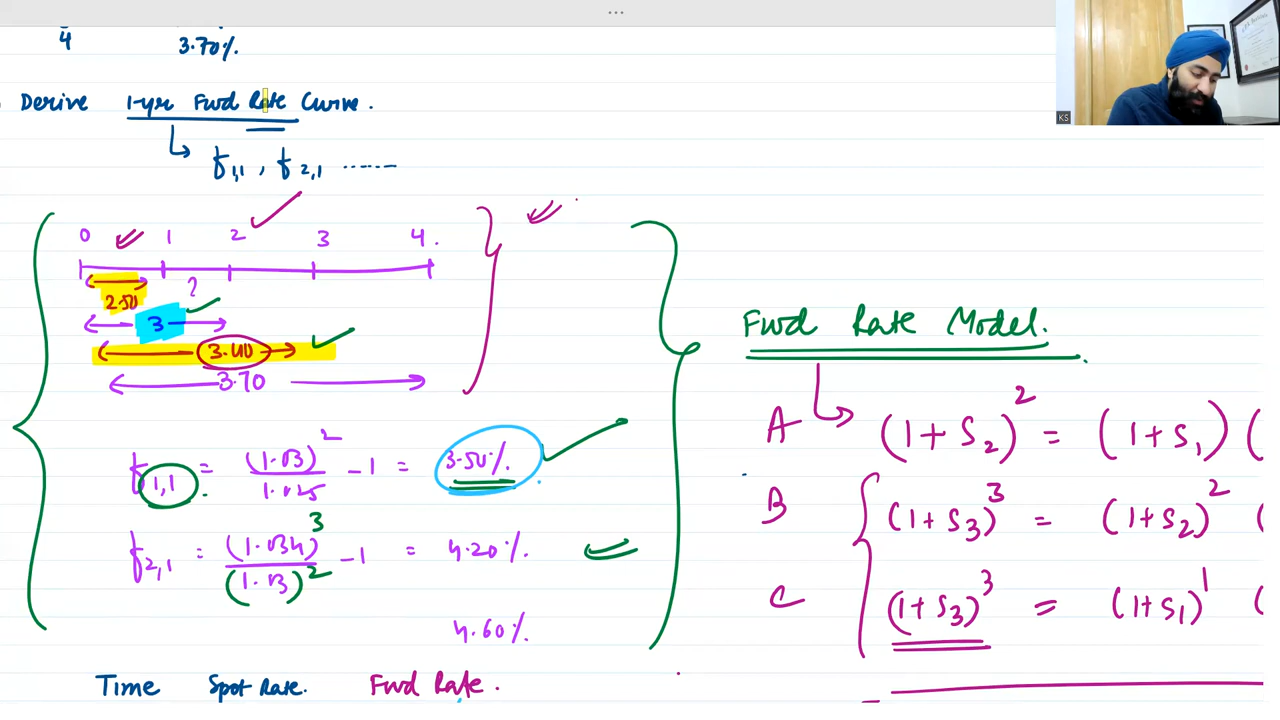 4 3.70%.
Derive 1-yr Fwd Rate Curve.
f1,1 , f2,1 ......
0 1 2 3 4.
2.50 ?
3
3.40
3.70
f1,1 = (1.03)^2 / 1.025 - 1 = 3.50%.
f2,1 = (1.034)^3 / (1.03)^2 - 1 = 4.20%.
4.60%.
Time Spot Rate. Fwd Rate.
Fwd Rate Model.
A (1+S2)^2 = (1+S1) (
B (1+S3)^3 = (1+S2)^2 (
C (1+S3)^3 = (1+S1)^1 (
KS